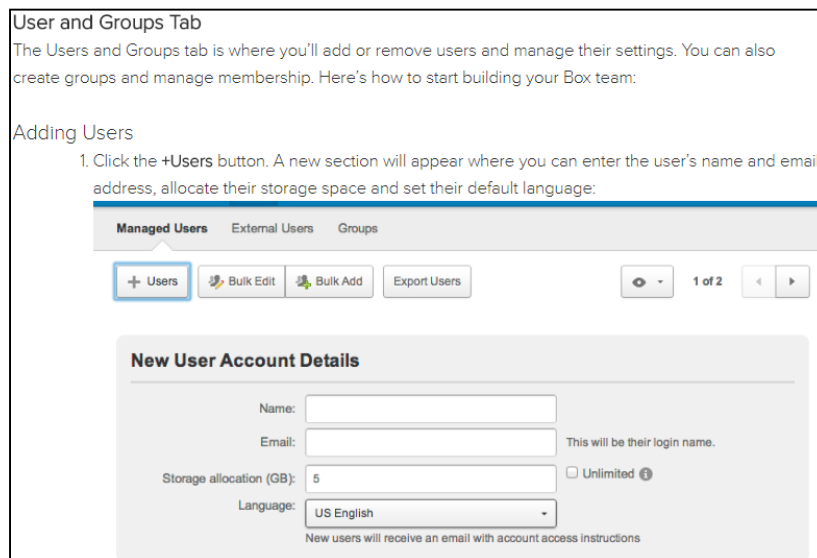 User and Groups Tab
The Users and Groups tab is where you'll add or remove users and manage their settings. You can also
create groups and manage membership. Here's how to start building your Box team:
Adding Users
1. Click the +Users button. A new section will appear where you can enter the user's name and email
address, allocate their storage space and set their default language:
Managed Users External Users Groups
+ Users Bulk Edit Bulk Add Export Users 1 of 2
New User Account Details
Name:
Email: This will be their login name.
Storage allocation (GB): 5 Unlimited
Language: US English
New users will receive an email with account access instructions